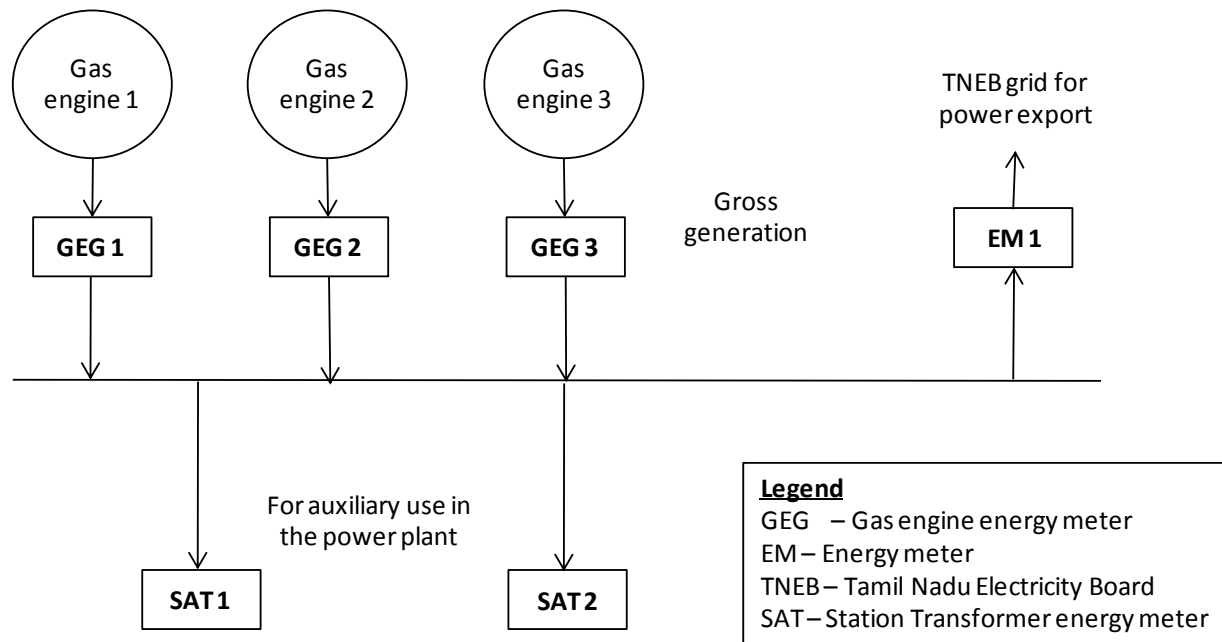 Gas
engine 1
Gas
engine 2
Gas
engine 3
TNEB grid for
power export
GEG 1
GEG 2
GEG 3
Gross
generation
EM 1
For auxiliary use in
the power plant
SAT 1
SAT 2
Legend
GEG – Gas engine energy meter
EM – Energy meter
TNEB – Tamil Nadu Electricity Board
SAT – Station Transformer energy meter